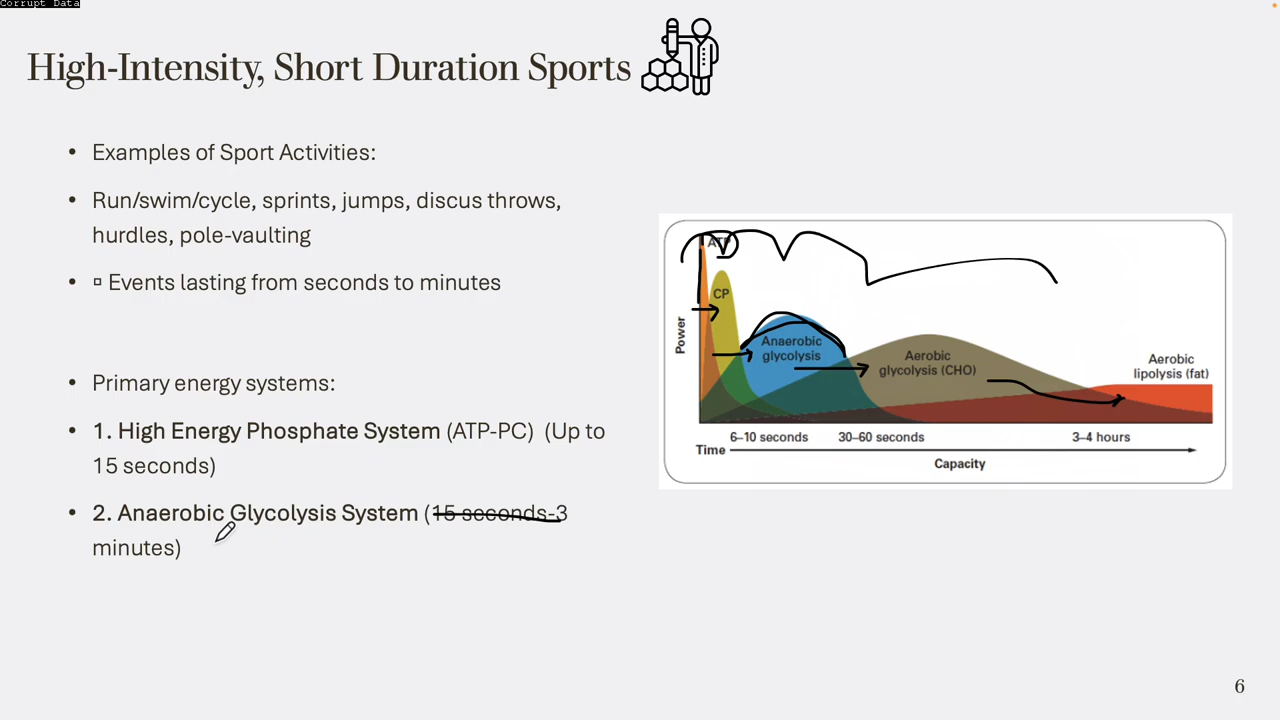 Corrupt Data
High-Intensity, Short Duration Sports
• Examples of Sport Activities:
• Run/swim/cycle, sprints, jumps, discus throws,
hurdles, pole-vaulting
• ▫ Events lasting from seconds to minutes
• Primary energy systems:
• 1. High Energy Phosphate System (ATP-PC) (Up to
15 seconds)
• 2. Anaerobic Glycolysis System (15 seconds-3
minutes)
ATP
CP
Power
Anaerobic
glycolysis
Aerobic
glycolysis (CHO)
Aerobic
lipolysis (fat)
6–10 seconds
30–60 seconds
3–4 hours
Time
Capacity
6